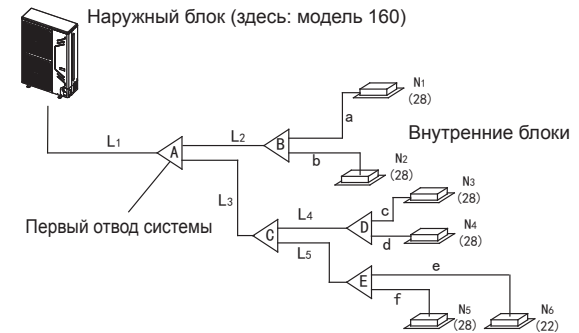 Наружный блок (здесь: модель 160)
N1
(28)
a
L1
L2
A
B
Внутренние блоки
b
N2
(28)
L3
N3
(28)
Первый отвод системы
c
L4
N4
(28)
C
D
d
L5
e
E
f
N5
(28)
N6
(22)